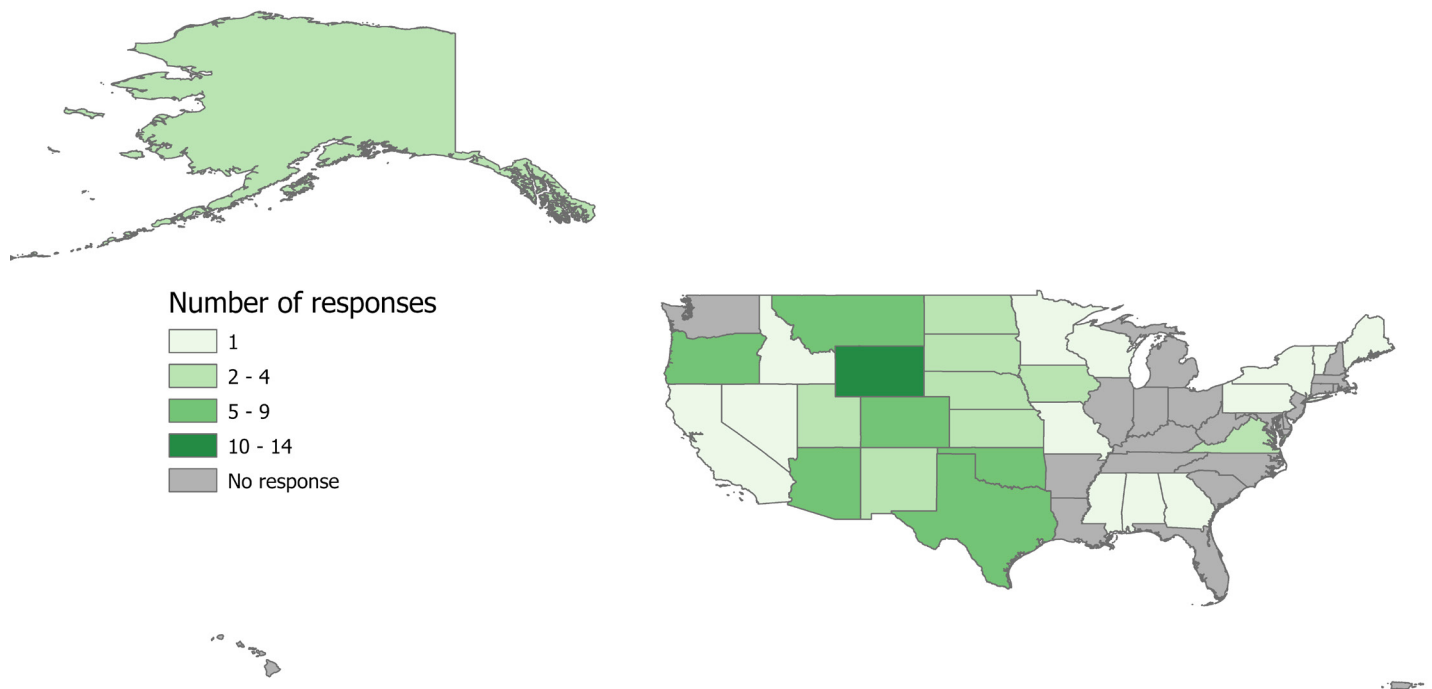 Number of responses
1
2 - 4
5 - 9
10 - 14
No response